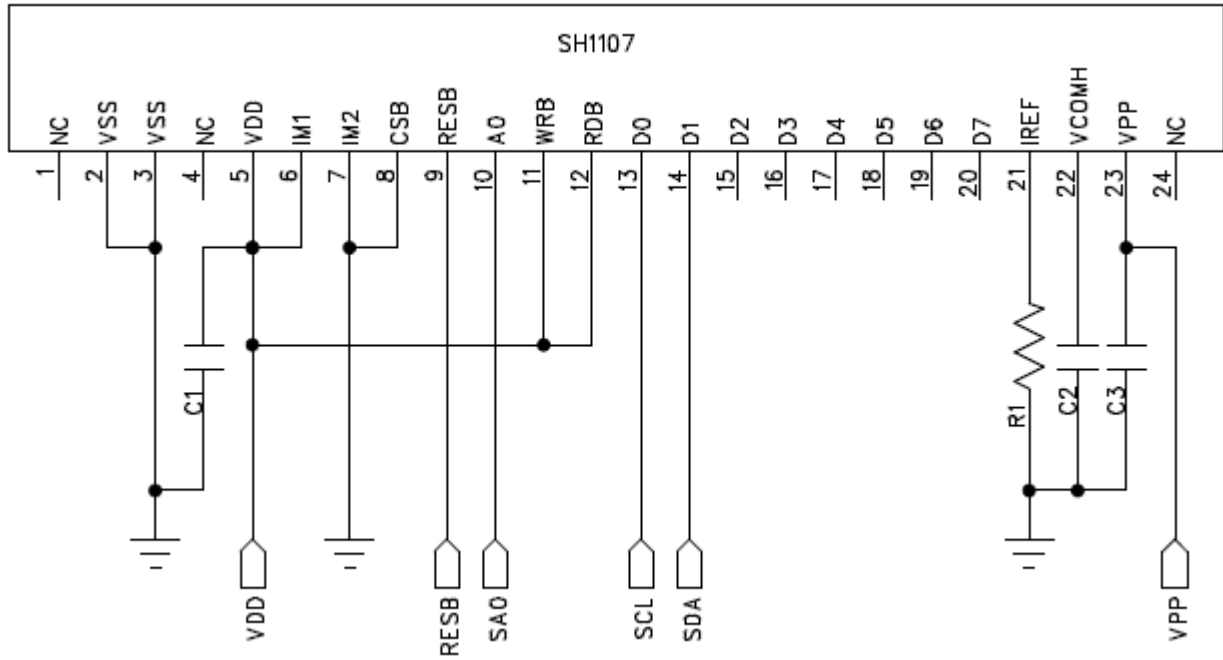 SH1107
NC
VSS
VSS
NC
VDD
IM1
IM2
CSB
RESB
A0
WRB
RDB
D0
D1
D2
D3
D4
D5
D6
D7
IREF
VCOMH
VPP
NC
1
2
3
4
5
6
7
8
9
10
11
12
13
14
15
16
17
18
19
20
21
22
23
24
C1
R1
C2
C3
VDD
RESB
SA0
SCL
SDA
VPP